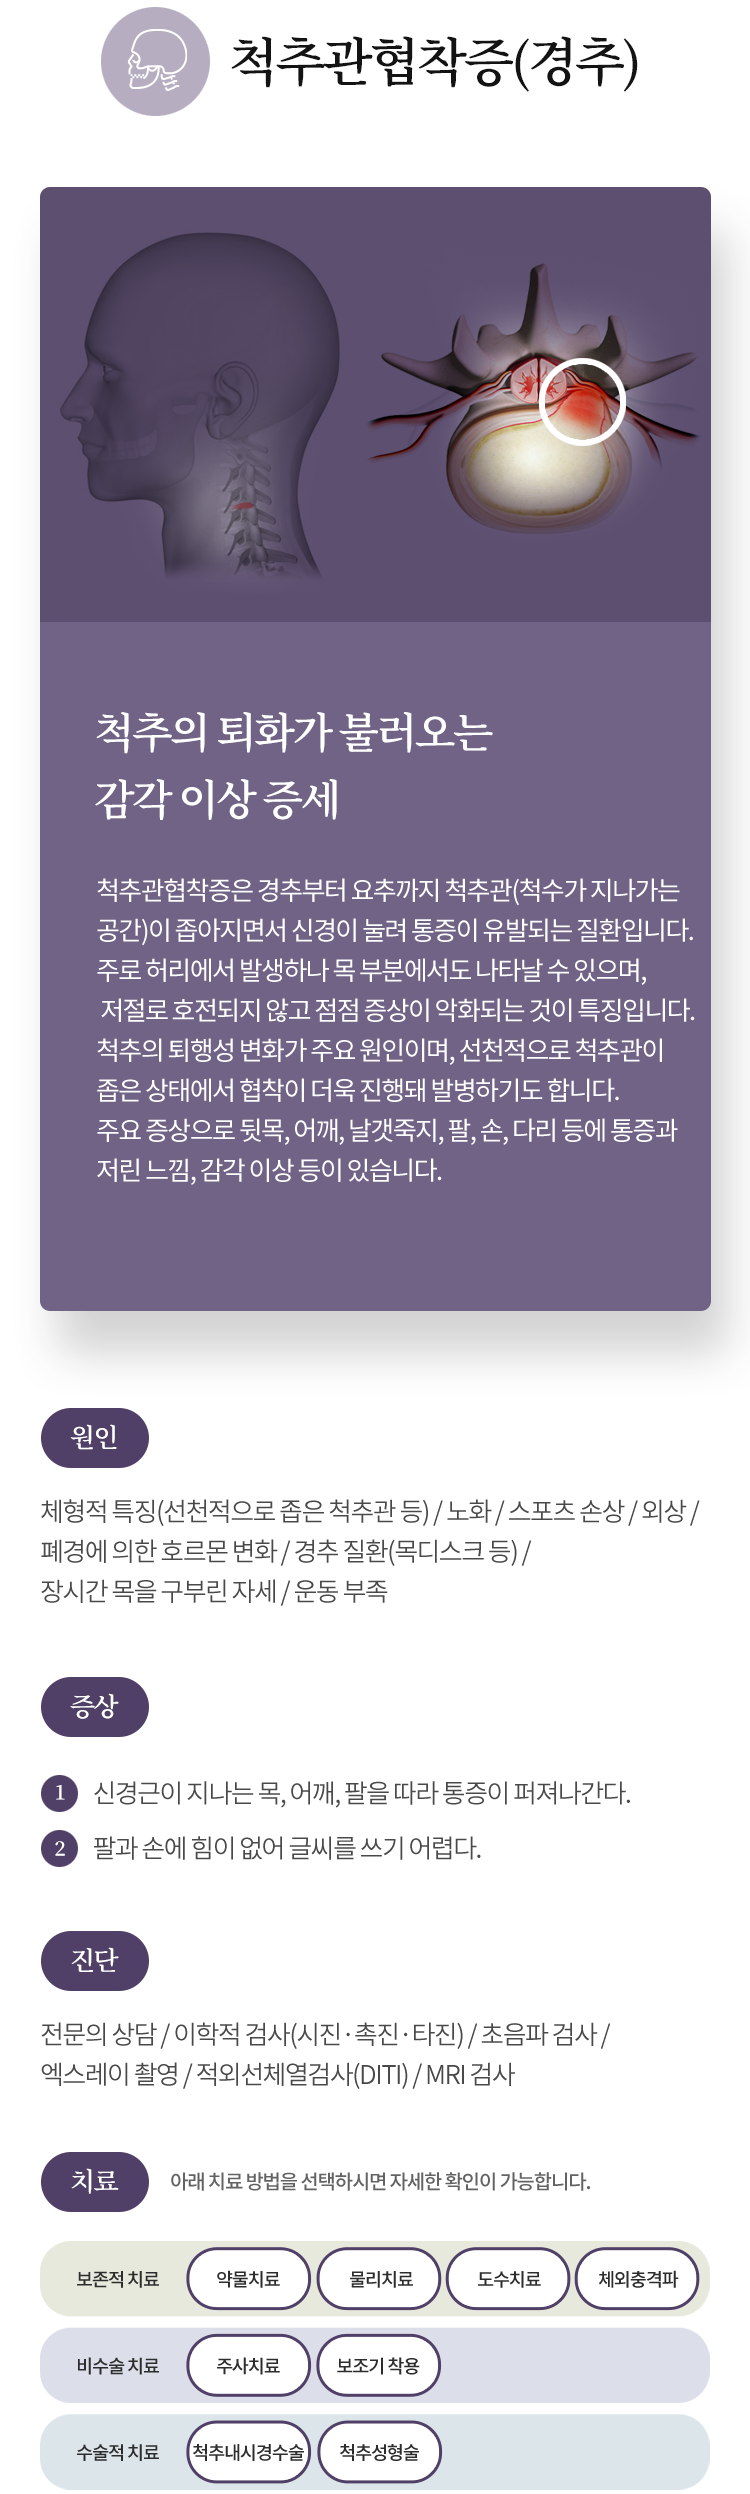 척추관협착증(경추)
척추의 퇴화가 불러오는
감각 이상 증세
척추관협착증은 경추부터 요추까지 척추관(척수가 지나가는
공간)이 좁아지면서 신경이 눌려 통증이 유발되는 질환입니다.
주로 허리에서 발생하나 목 부분에서도 나타날 수 있으며,
저절로 호전되지 않고 점점 증상이 악화되는 것이 특징입니다.
척추의 퇴행성 변화가 주요 원인이며, 선천적으로 척추관이
좁은 상태에서 협착이 더욱 진행돼 발병하기도 합니다.
주요 증상으로 뒷목, 어깨, 날갯죽지, 팔, 손, 다리 등에 통증과
저린 느낌, 감각 이상 등이 있습니다.
원인
체형적 특징(선천적으로 좁은 척추관 등) / 노화 / 스포츠 손상 / 외상 /
폐경에 의한 호르몬 변화 / 경추 질환(목디스크 등) /
장시간 목을 구부린 자세 / 운동 부족
증상
1 신경근이 지나는 목, 어깨, 팔을 따라 통증이 퍼져나간다.
2 팔과 손에 힘이 없어 글씨를 쓰기 어렵다.
진단
전문의 상담 / 이학적 검사(시진·촉진·타진) / 초음파 검사 /
엑스레이 촬영 / 적외선체열검사(DITI) / MRI 검사
치료 아래 치료 방법을 선택하시면 자세한 확인이 가능합니다.
보존적 치료 약물치료 물리치료 도수치료 체외충격파
비수술 치료 주사치료 보조기 착용
수술적 치료 척추내시경수술 척추성형술